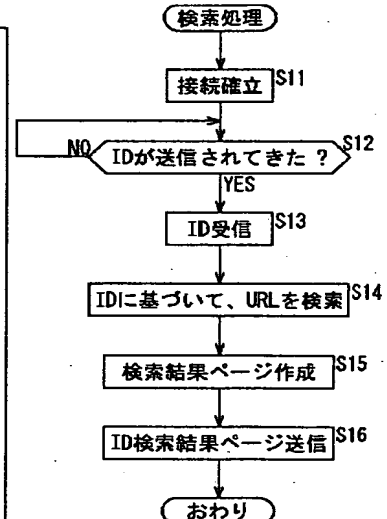 検索処理
接続確立 S11
IDが送信されてきた ? S12
NO
YES
ID受信 S13
IDに基づいて、URLを検索 S14
検索結果ページ作成 S15
ID検索結果ページ送信 S16
おわり